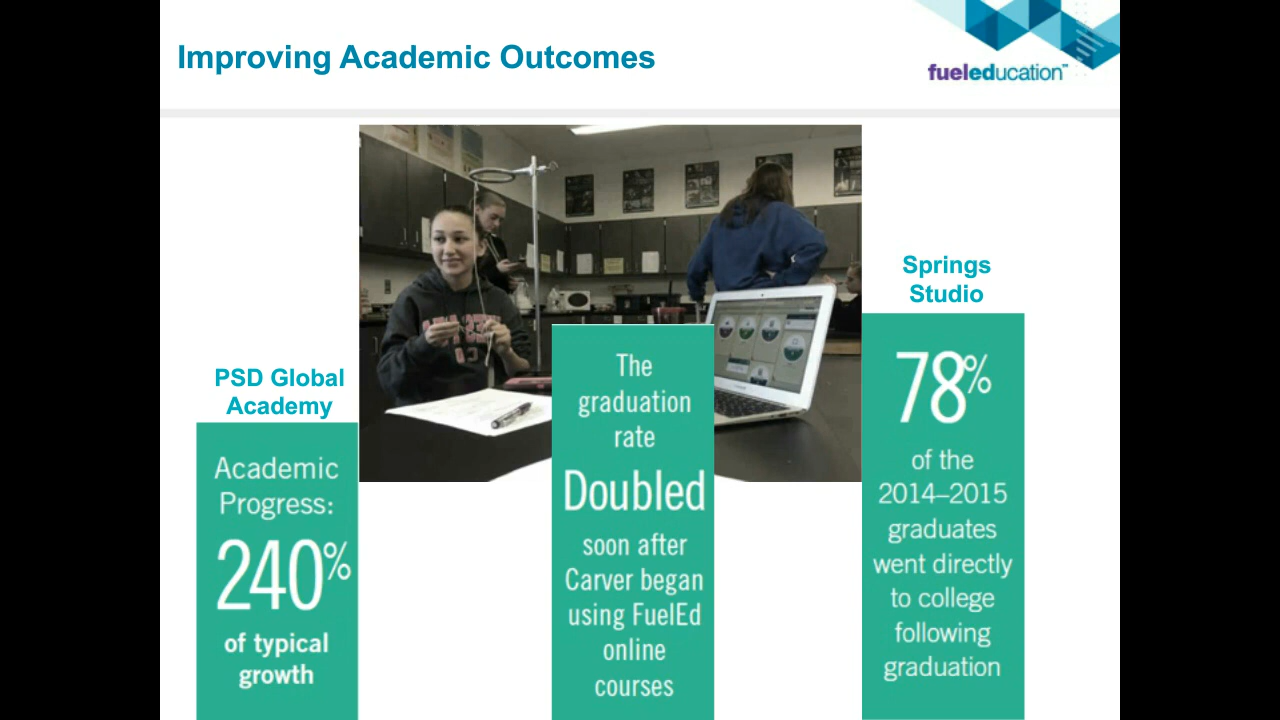 Improving Academic Outcomes
fueleducation™
PSD Global
Academy
Academic
Progress:
240%
of typical
growth
The
graduation
rate
Doubled
soon after
Carver began
using FuelEd
online
courses
Springs
Studio
78%
of the
2014–2015
graduates
went directly
to college
following
graduation